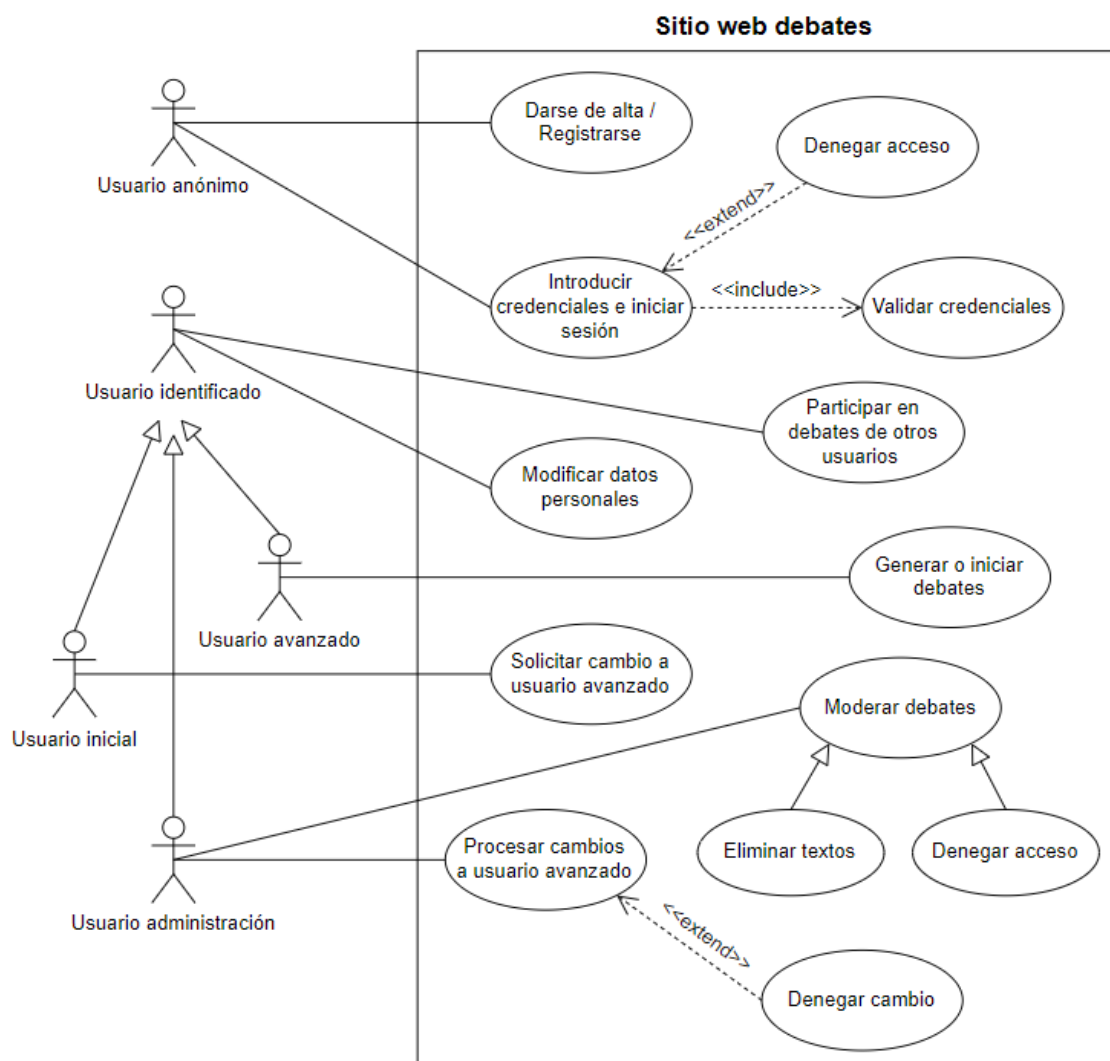 Sitio web debates
Darse de alta /
Registrarse
Denegar acceso
Usuario anónimo
<<extend>>
Introducir
credenciales e iniciar
sesión
<<include>>
Validar credenciales
Usuario identificado
Participar en
debates de otros
usuarios
Modificar datos
personales
Generar o iniciar
debates
Usuario avanzado
Solicitar cambio a
usuario avanzado
Moderar debates
Usuario inicial
Procesar cambios
a usuario avanzado
Eliminar textos
Denegar acceso
Usuario administración
<<extend>>
Denegar cambio